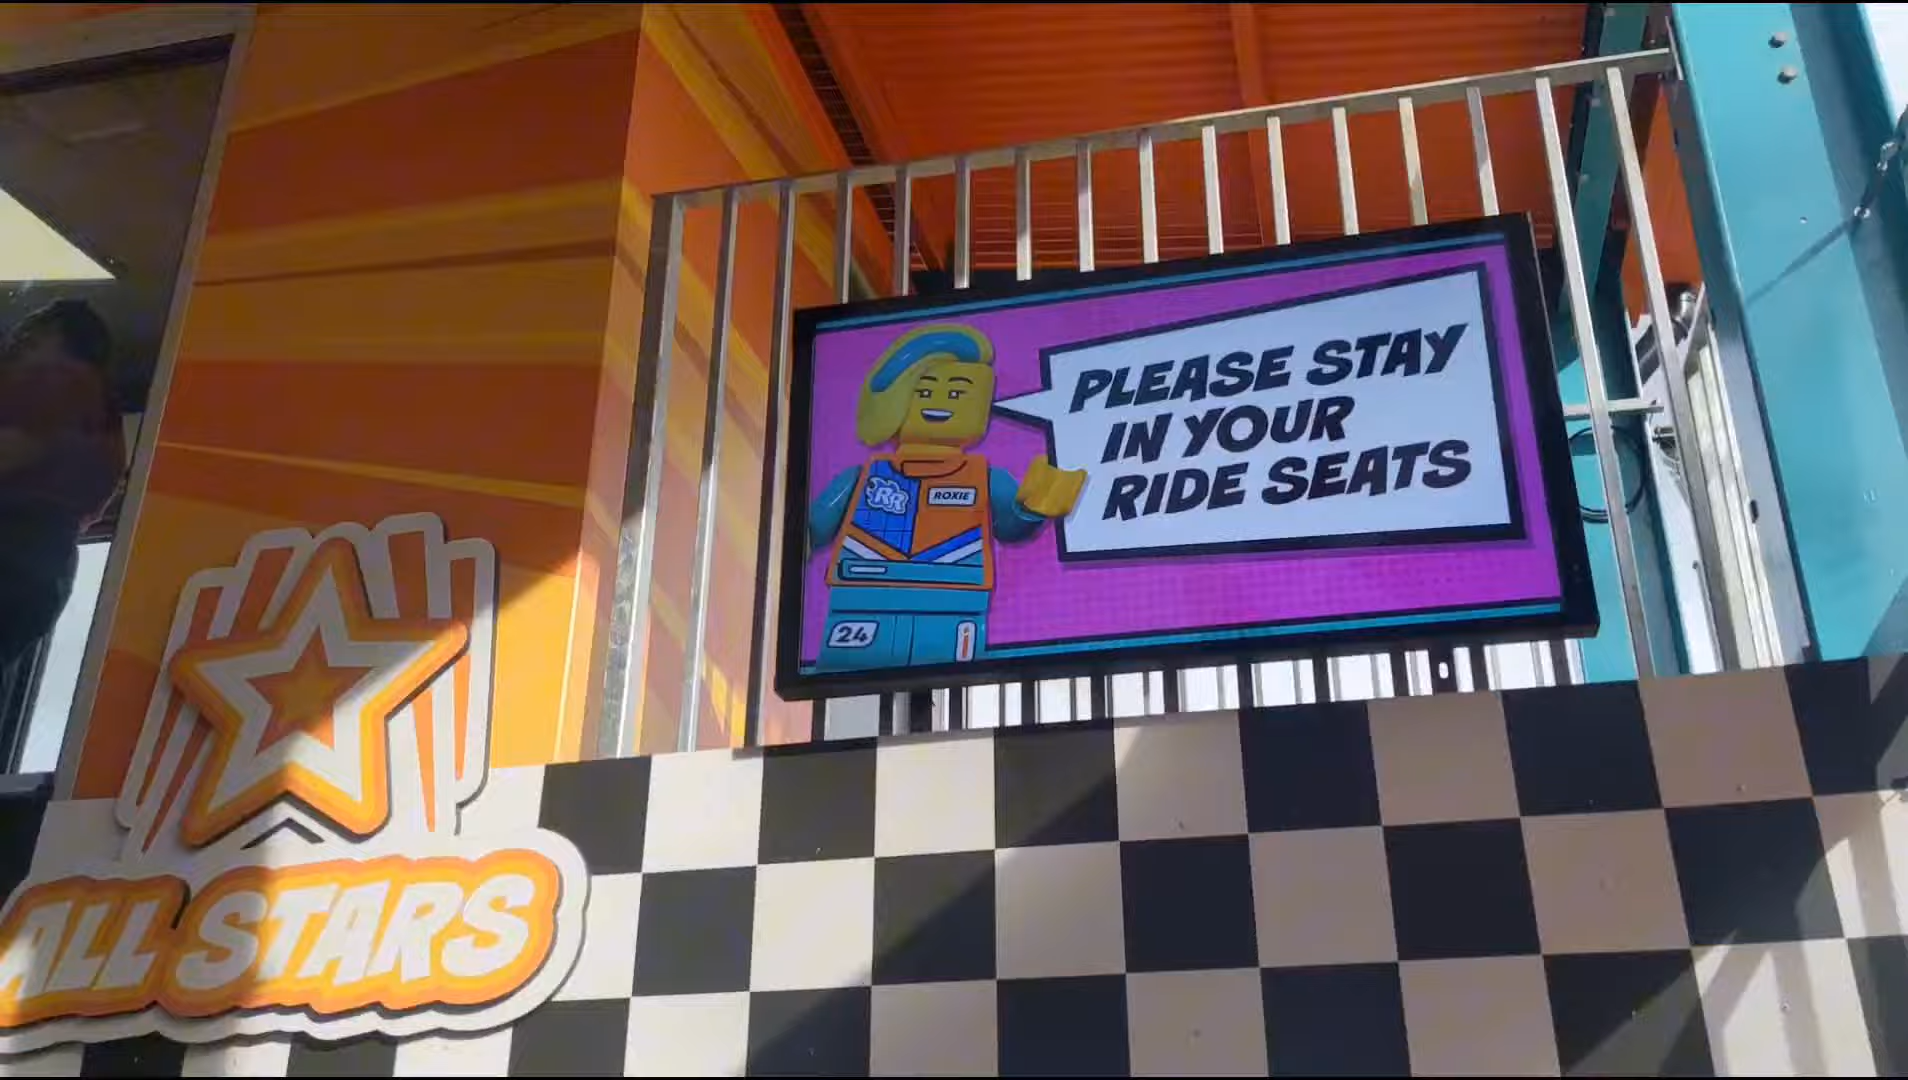 PLEASE STAY
IN YOUR
RIDE SEATS
RR
ROXIE
24
ALL STARS